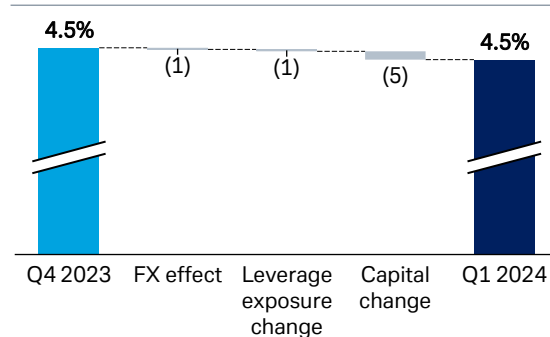 4.5%
(1)
(1)
(5)
4.5%
Q4 2023
FX effect
Leverage
exposure
change
Capital
change
Q1 2024